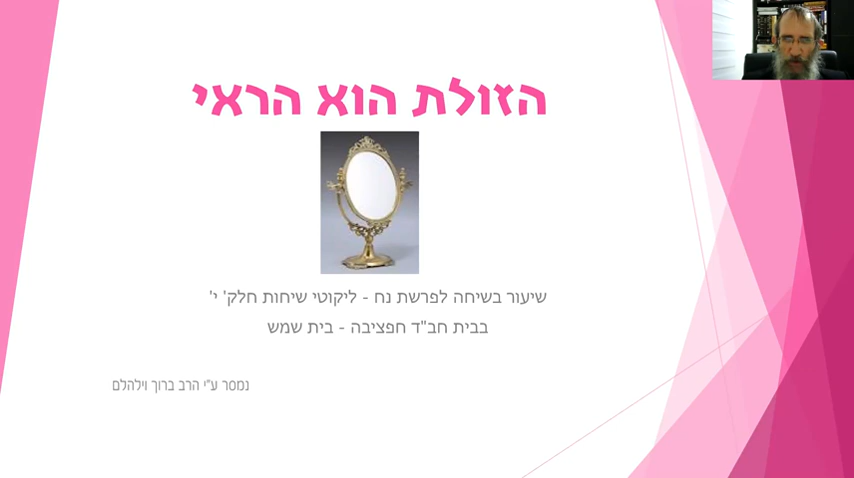 הזולת הוא הראי
שיעור בשיחה לפרשת נח - ליקוטי שיחות חלק' י'
בבית חב"ד חפציבה - בית שמש
נמסר ע"י הרב ברוך וילהלם